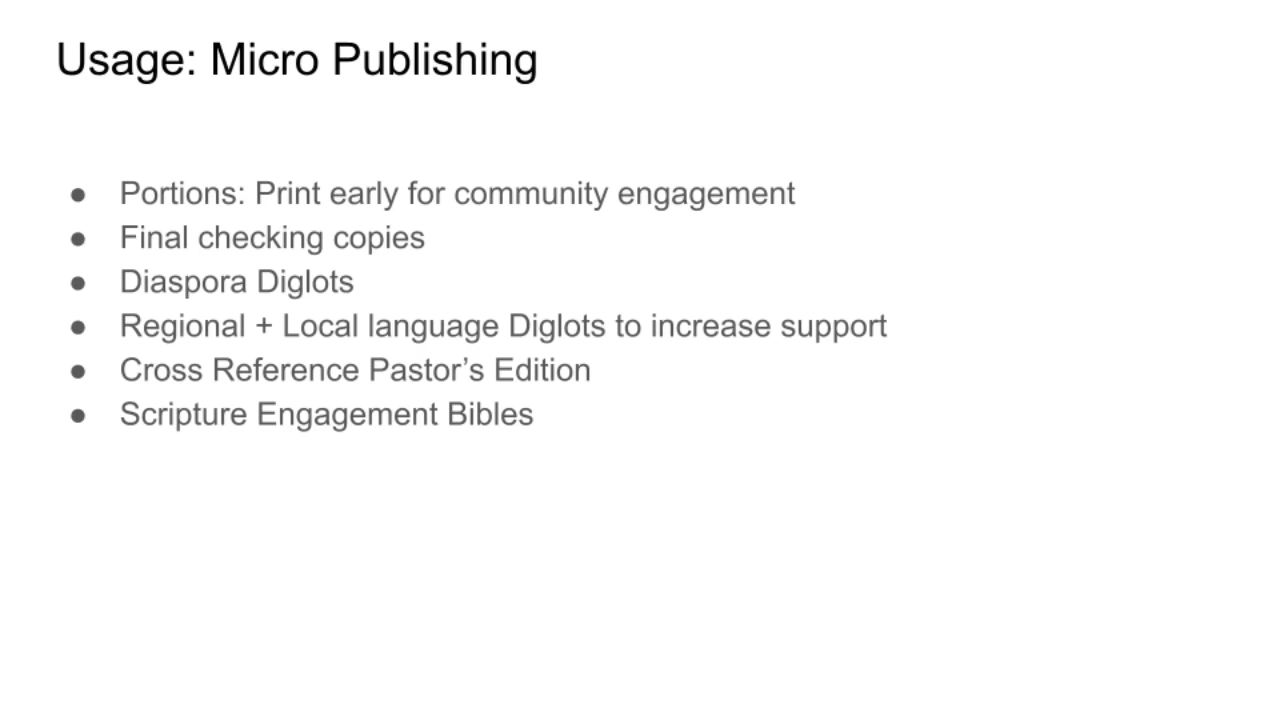 Usage: Micro Publishing
● Portions: Print early for community engagement
● Final checking copies
● Diaspora Diglots
● Regional + Local language Diglots to increase support
● Cross Reference Pastor’s Edition
● Scripture Engagement Bibles